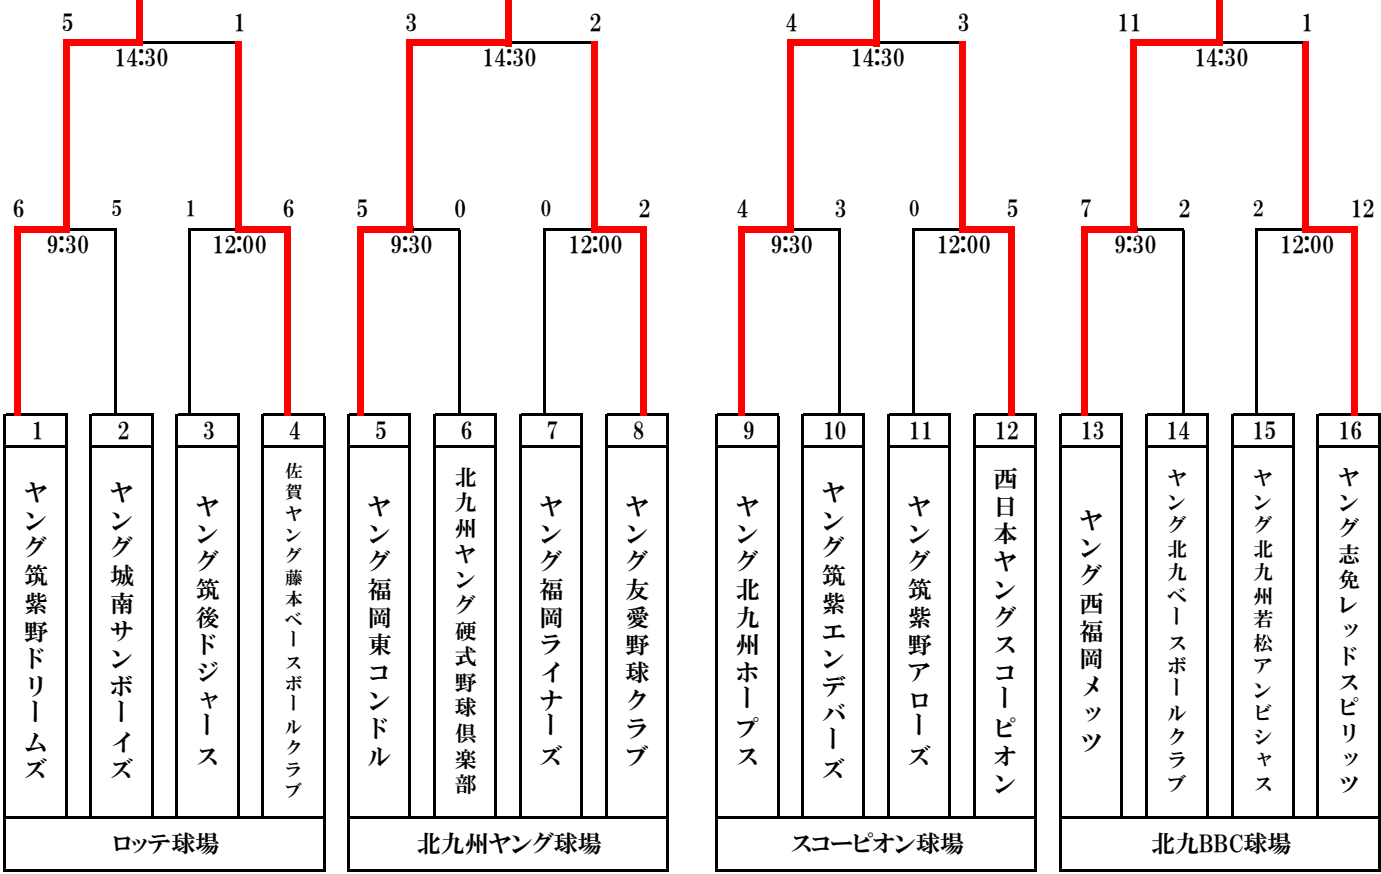 5 1 3 2 4 3 11 1
14:30 14:30 14:30 14:30
6 5 1 6 5 0 0 2 4 3 0 5 7 2 2 12
9:30 12:00 9:30 12:00 9:30 12:00 9:30 12:00
1 2 3 4 5 6 7 8 9 10 11 12 13 14 15 16
ヤング筑紫野ドリームズ
ヤング城南サンボーイズ
ヤング筑後ドジャース
佐賀ヤング藤本ベースボールクラブ
ヤング福岡東コンドル
北九州ヤング硬式野球倶楽部
ヤング福岡ライナーズ
ヤング友愛野球クラブ
ヤング北九州ホープス
ヤング筑紫エンデバーズ
ヤング筑紫野アローズ
西日本ヤングスコーピオン
ヤング西福岡メッツ
ヤング北九ベースボールクラブ
ヤング北九州若松アンビシャス
ヤング志免レッドスピリッツ
ロッテ球場
北九州ヤング球場
スコーピオン球場
北九BBC球場